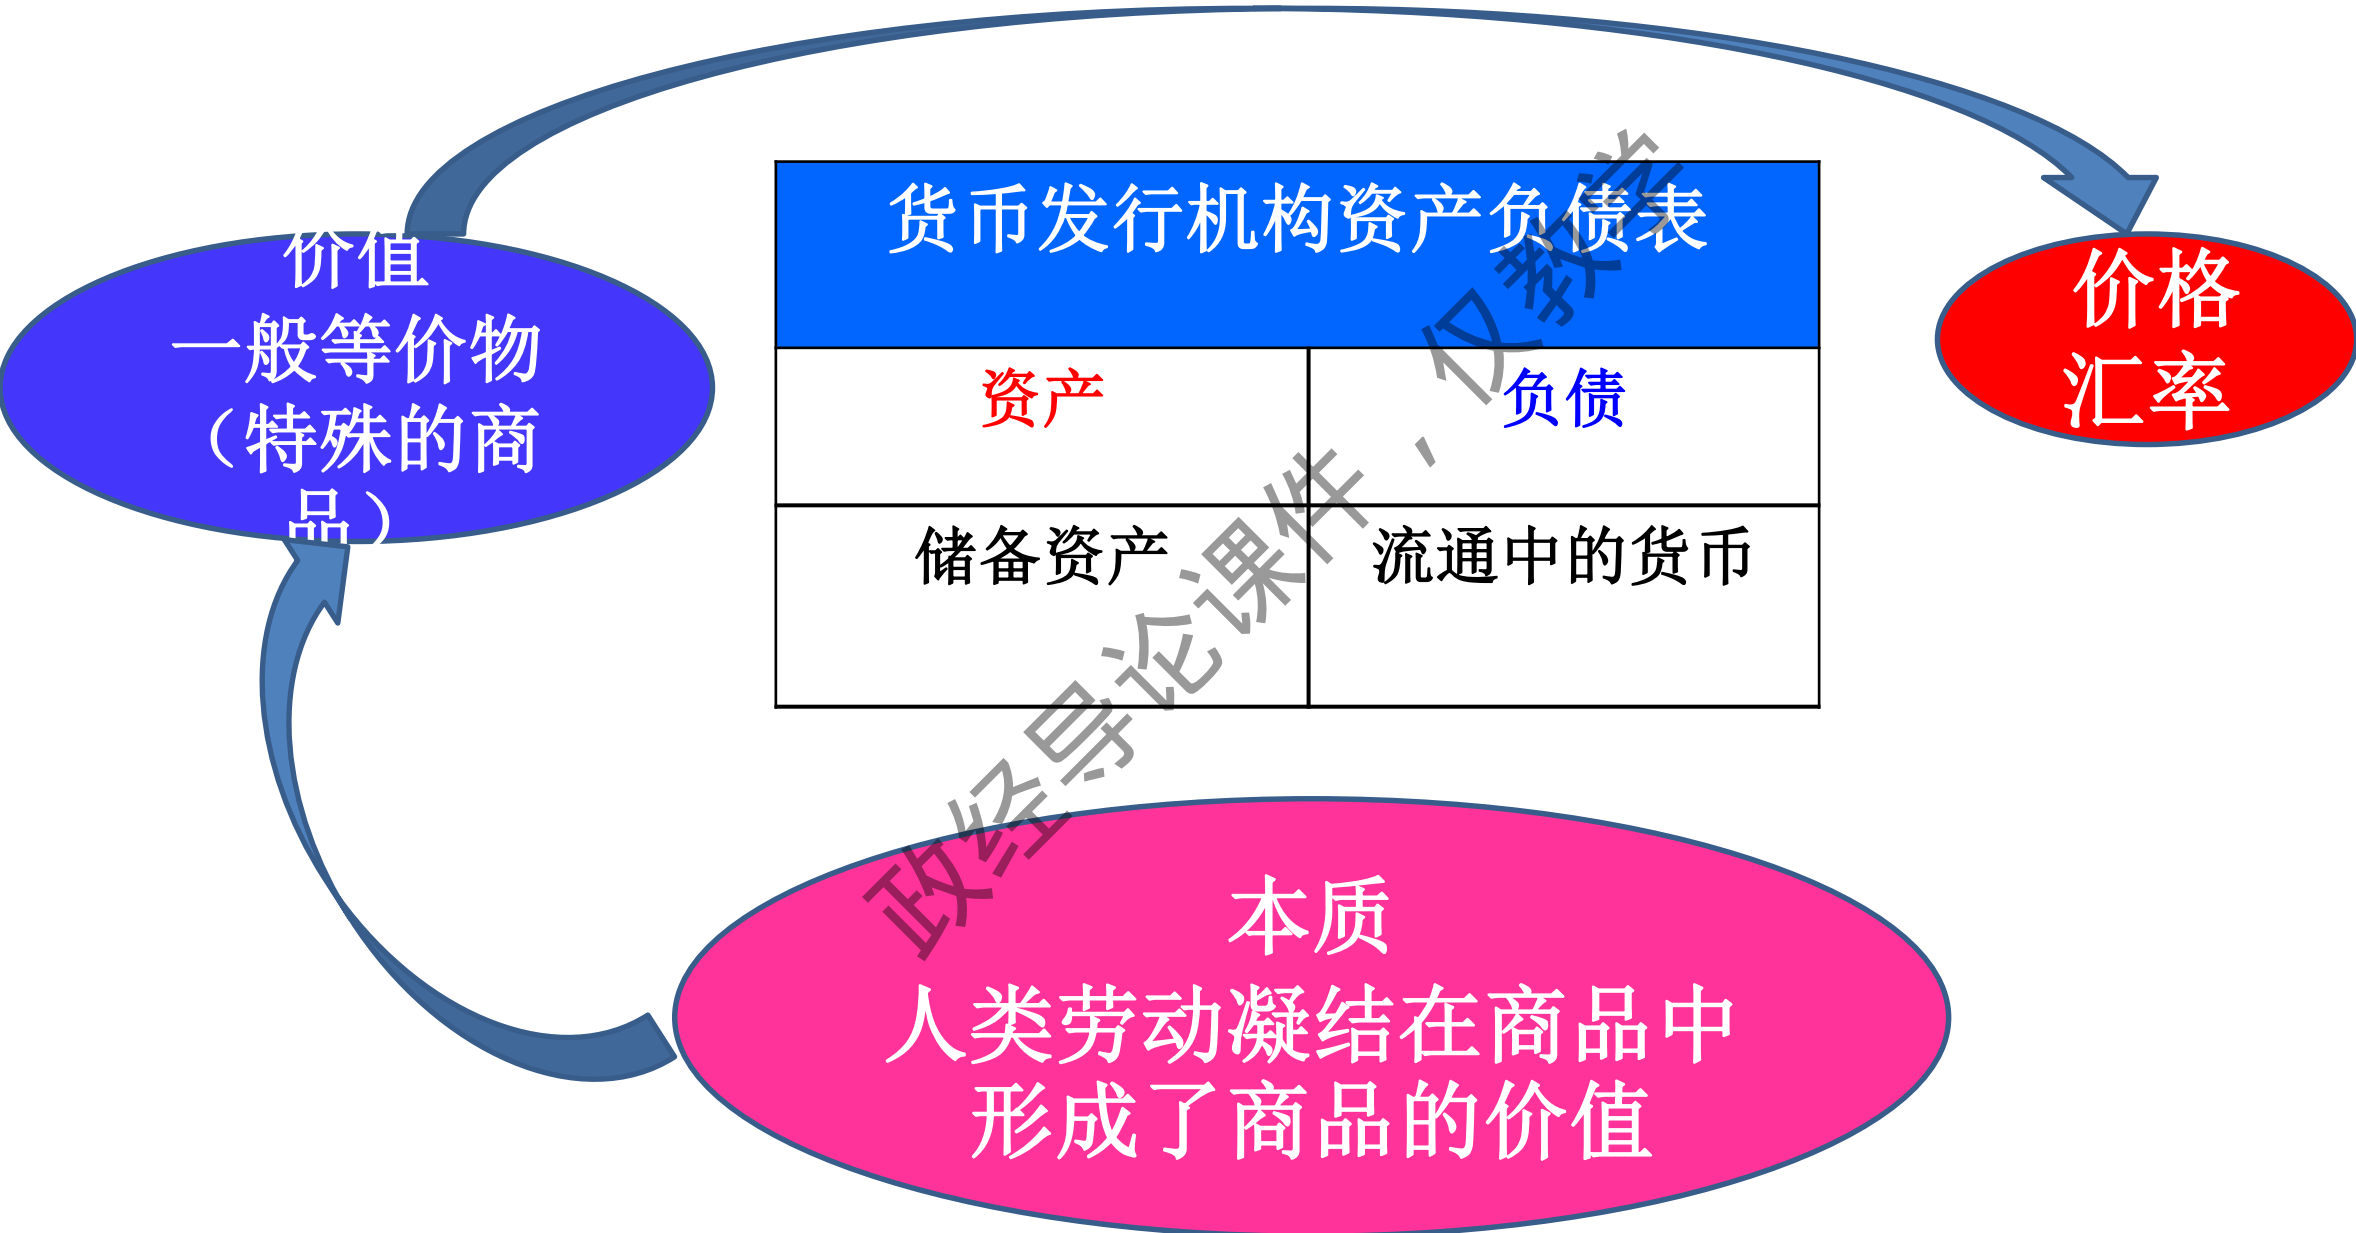 价值
一般等价物
（特殊的商
品）
货币发行机构资产负债表
资产
负债
储备资产
流通中的货币
价格
汇率
本质
人类劳动凝结在商品中
形成了商品的价值
政经导论课件，仅教学